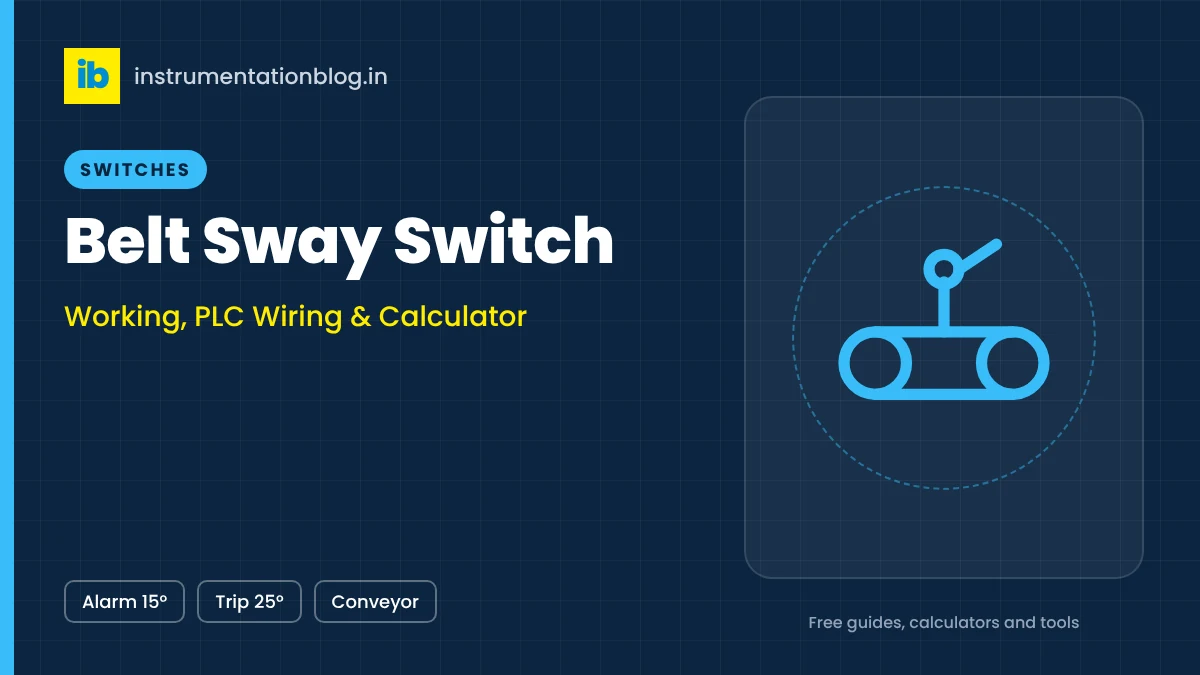 ib
instrumentationblog.in
SWITCHES
Belt Sway Switch
Working, PLC Wiring & Calculator
Alarm 15° Trip 25° Conveyor
Free guides, calculators and tools